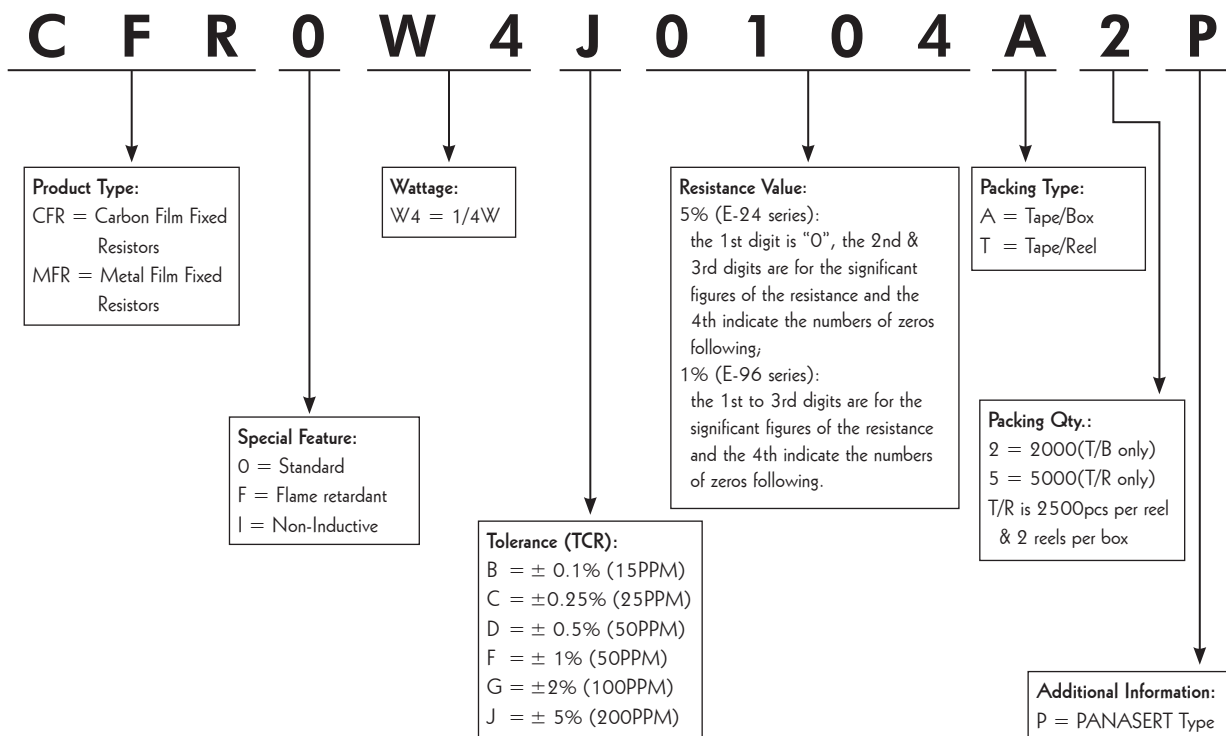 C F R 0 W 4 J 0 1 0 4 A 2 P
Product Type:
CFR = Carbon Film Fixed
Resistors
MFR = Metal Film Fixed
Resistors
Special Feature:
0 = Standard
F = Flame retardant
I = Non-Inductive
Wattage:
W4 = 1/4W
Tolerance (TCR):
B = ± 0.1% (15PPM)
C = ±0.25% (25PPM)
D = ± 0.5% (50PPM)
F = ± 1% (50PPM)
G = ±2% (100PPM)
J = ± 5% (200PPM)
Resistance Value:
5% (E-24 series):
the 1st digit is “0”, the 2nd &
3rd digits are for the significant
figures of the resistance and the
4th indicate the numbers of zeros
following;
1% (E-96 series):
the 1st to 3rd digits are for the
significant figures of the resistance
and the 4th indicate the numbers
of zeros following.
Packing Type:
A = Tape/Box
T = Tape/Reel
Packing Qty.:
2 = 2000(T/B only)
5 = 5000(T/R only)
T/R is 2500pcs per reel
& 2 reels per box
Additional Information:
P = PANASERT Type